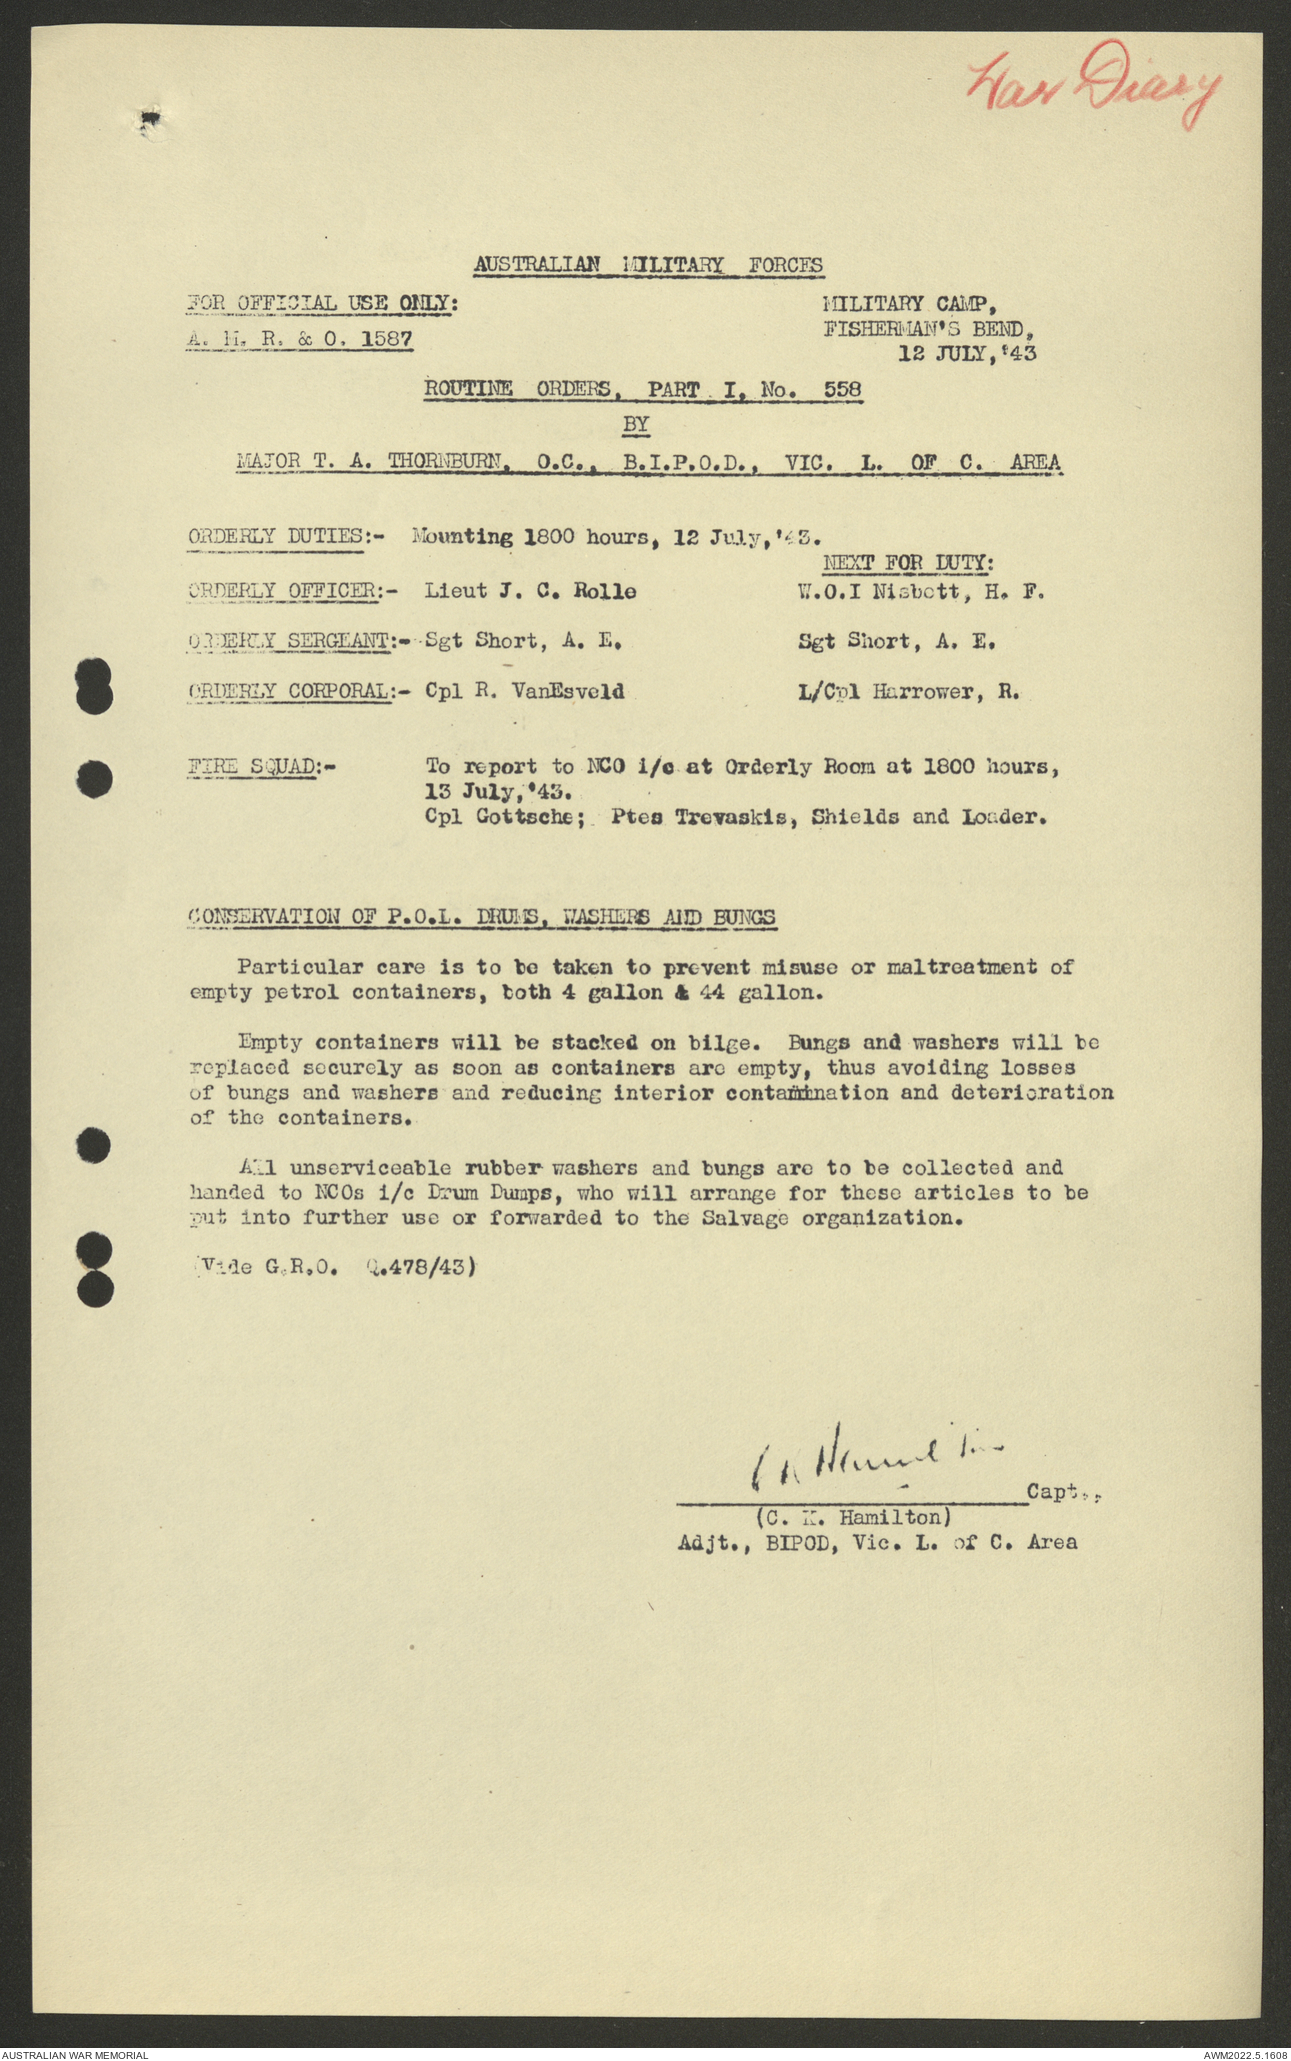 War Diary
AUSTRALIAN MILITARY FORCES
FOR OFFICIAL USE ONLY:
MILITARY CAMP,
A. M. R. & O. 1587
FISHERMAN'S BEND,
12 JULY,'43
ROUTINE ORDERS, PART I, No. 558
BY
MAJOR T. A. THORNBURN, O.C., B.I.P.O.D., VIC. L. OF C. AREA
ORDERLY DUTIES:- Mounting 1800 hours, 12 July,'43.
NEXT FOR DUTY:
ORDERLY OFFICER:- Lieut J. C. Rolle W.O.I Nisbett, H. F.
ORDERLY SERGEANT:- Sgt Short, A. E. Sgt Short, A. E.
ORDERLY CORPORAL:- Cpl R. VanEsveld L/Cpl Harrower, R.
FIRE SQUAD:- To report to NCO i/c at Orderly Room at 1800 hours,
13 July,'43.
Cpl Gottsche; Ptes Trevaskis, Shields and Loader.
CONSERVATION OF P.O.L. DRUMS, WASHERS AND BUNGS
Particular care is to be taken to prevent misuse or maltreatment of
empty petrol containers, both 4 gallon & 44 gallon.
Empty containers will be stacked on bilge. Bungs and washers will be
replaced securely as soon as containers are empty, thus avoiding losses
of bungs and washers and reducing interior contamination and deterioration
of the containers.
All unserviceable rubber washers and bungs are to be collected and
handed to NCOs i/c Drum Dumps, who will arrange for these articles to be
put into further use or forwarded to the Salvage organization.
(Vide G.R.O. Q.478/43)
C K Hamilton
Capt.,
(C. K. Hamilton)
Adjt., BIPOD, Vic. L. of C. Area
AUSTRALIAN WAR MEMORIAL
AWM2022.5.1608